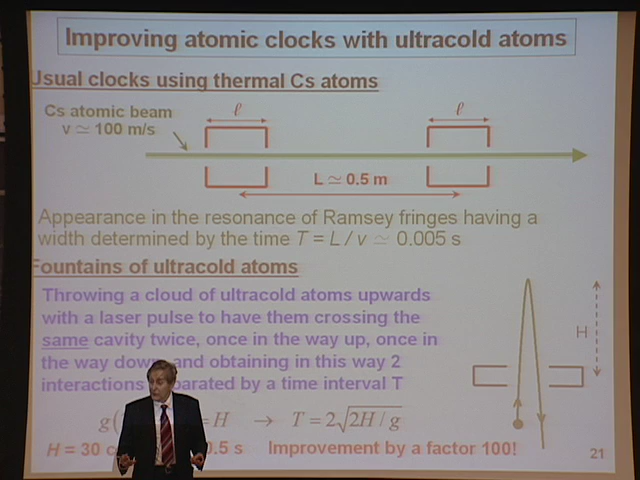 Improving atomic clocks with ultracold atoms
Usual clocks using thermal Cs atoms
Cs atomic beam
v ≃ 100 m/s
ℓ
ℓ
L ≃ 0.5 m
Appearance in the resonance of Ramsey fringes having a
width determined by the time T = L / v ≃ 0.005 s
Fountains of ultracold atoms
Throwing a cloud of ultracold atoms upwards
with a laser pulse to have them crossing the
same cavity twice, once in the way up, once in
the way down and obtaining in this way 2
interactions parated by a time interval T
H
g( = H → T = 2√2H / g
H = 30 c 0.5 s Improvement by a factor 100!
21